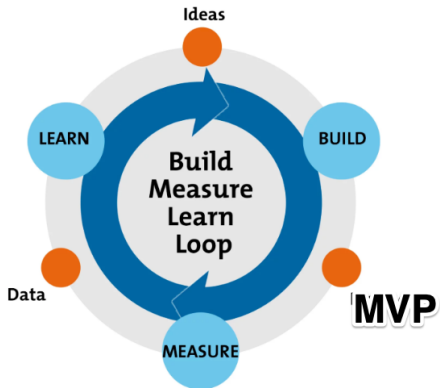 Ideas
LEARN
BUILD
Build
Measure
Learn
Loop
Data
MVP
MEASURE